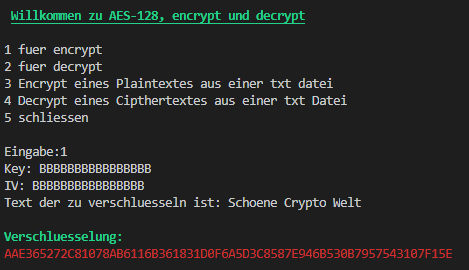 Willkommen zu AES-128, encrypt und decrypt
1 fuer encrypt
2 fuer decrypt
3 Encrypt eines Plaintextes aus einer txt datei
4 Decrypt eines Cipthertextes aus einer txt Datei
5 schliessen
Eingabe:1
Key: BBBBBBBBBBBBBBBB
IV: BBBBBBBBBBBBBBBB
Text der zu verschluesseln ist: Schoene Crypto Welt
Verschluesselung:
AAE365272C81078AB6116B361831D0F6A5D3C8587E946B530B7957543107F15E